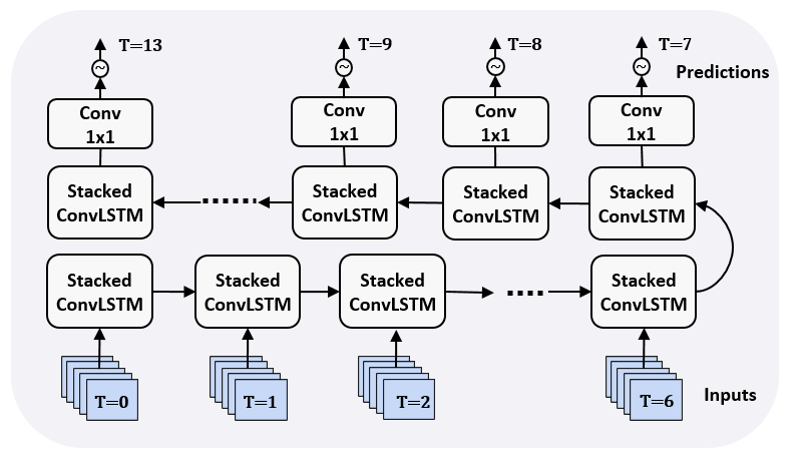 T=13
T=9
T=8
T=7
~
~
~
~
Predictions
Conv
1x1
Conv
1x1
Conv
1x1
Conv
1x1
Stacked
ConvLSTM
Stacked
ConvLSTM
Stacked
ConvLSTM
Stacked
ConvLSTM
Stacked
ConvLSTM
Stacked
ConvLSTM
Stacked
ConvLSTM
Stacked
ConvLSTM
T=0
T=1
T=2
T=6
Inputs